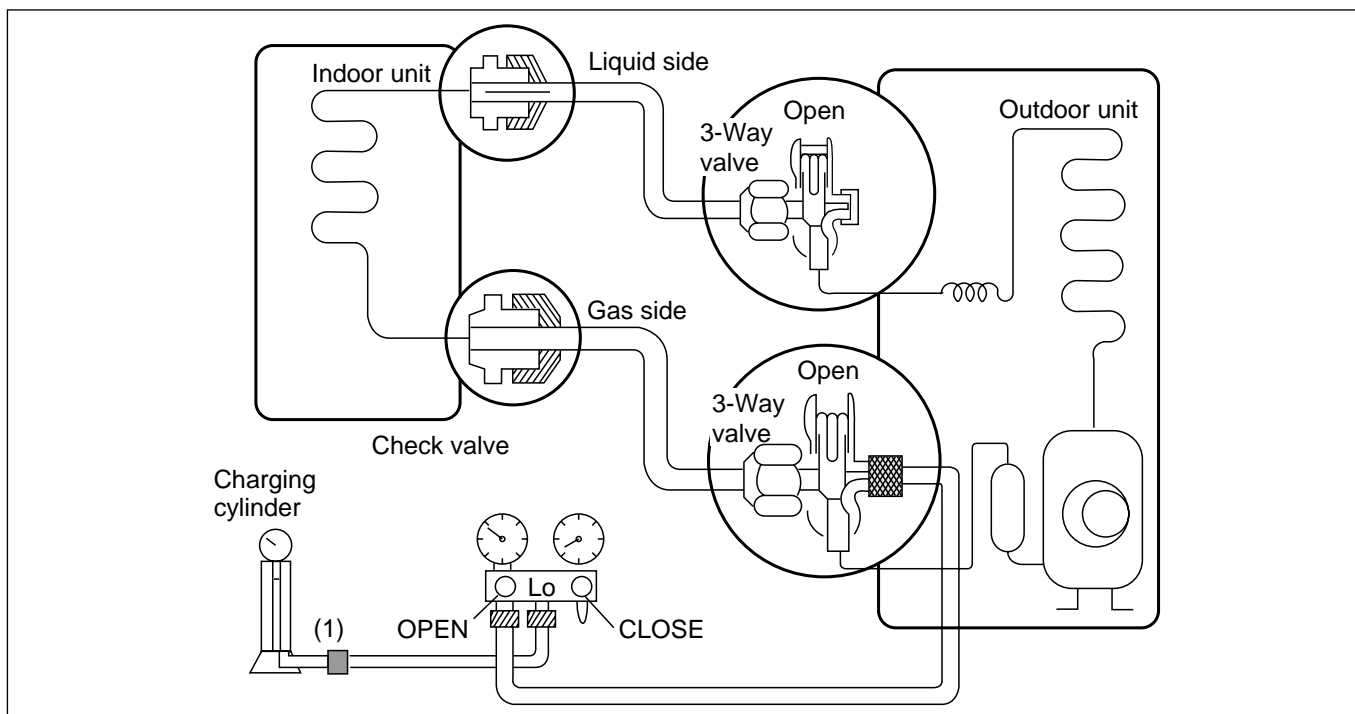 Indoor unit
Liquid side
Open
3-Way
valve
Outdoor unit
Gas side
Open
3-Way
valve
Check valve
Charging
cylinder
Lo
OPEN
CLOSE
(1)